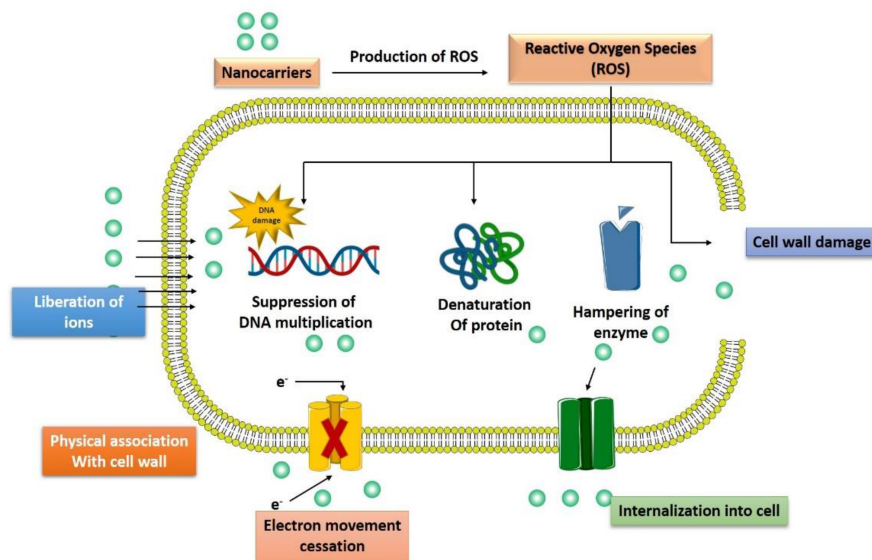 Nanocarriers
Production of ROS
Reactive Oxygen Species
(ROS)
DNA
damage
Cell wall damage
Liberation of
ions
Suppression of
DNA multiplication
Denaturation
Of protein
Hampering of
enzyme
e-
Physical association
With cell wall
e-
Electron movement
cessation
Internalization into cell